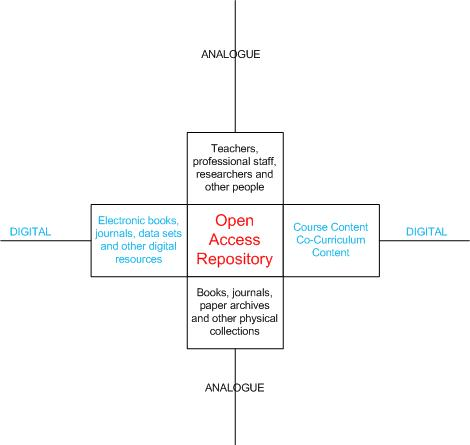 ANALOGUE
Teachers,
professional staff,
researchers and
other people
DIGITAL
Electronic books,
journals, data sets
and other digital
resources
Open
Access
Repository
Course Content
Co-Curriculum
Content
DIGITAL
Books, journals,
paper archives
and other physical
collections
ANALOGUE